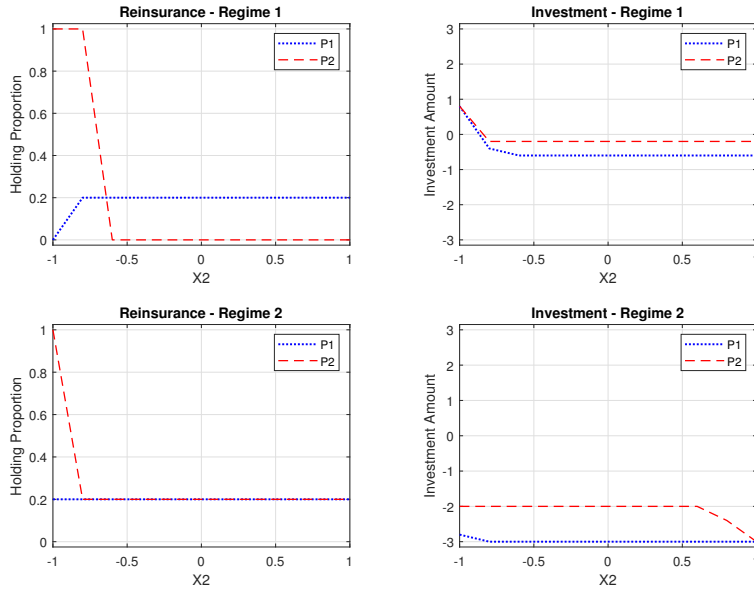 Reinsurance - Regime 1
Holding Proportion
1
0.8
0.6
0.4
0.2
0
-1
-0.5
0
0.5
1
X2
P1
P2
Investment - Regime 1
Investment Amount
3
2
1
0
-1
-2
-3
-1
-0.5
0
0.5
1
X2
P1
P2
Reinsurance - Regime 2
Holding Proportion
1
0.8
0.6
0.4
0.2
0
-1
-0.5
0
0.5
1
X2
P1
P2
Investment - Regime 2
Investment Amount
3
2
1
0
-1
-2
-3
-1
-0.5
0
0.5
1
X2
P1
P2